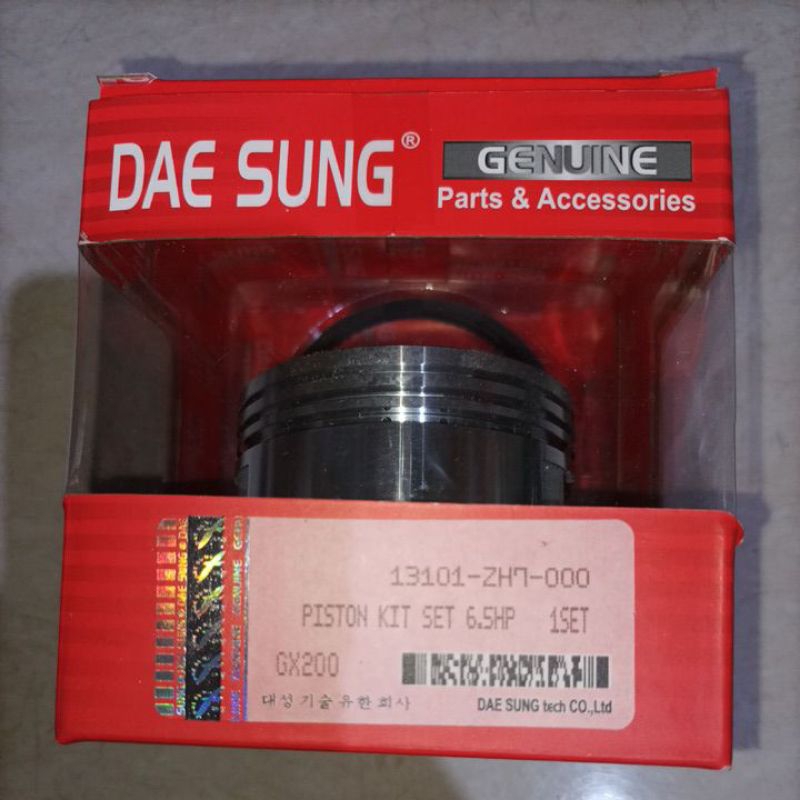 DAE SUNG®
GENUINE
Parts & Accessories
13101-ZH7-000
PISTON KIT SET 6.5HP 1SET
GX200
대성기술유한회사
DAE SUNG tech CO.,Ltd